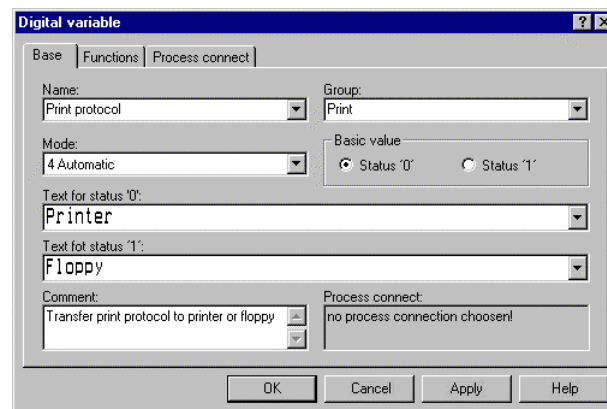 Digital variable
Base Functions Process connect
Name: Group:
Print protocol Print
Mode: Basic value
4 Automatic Status '0' Status '1'
Text for status '0':
Printer
Text fot status ´1´:
Floppy
Comment: Process connect:
Transfer print protocol to printer or floppy no process connection choosen!
OK Cancel Apply Help